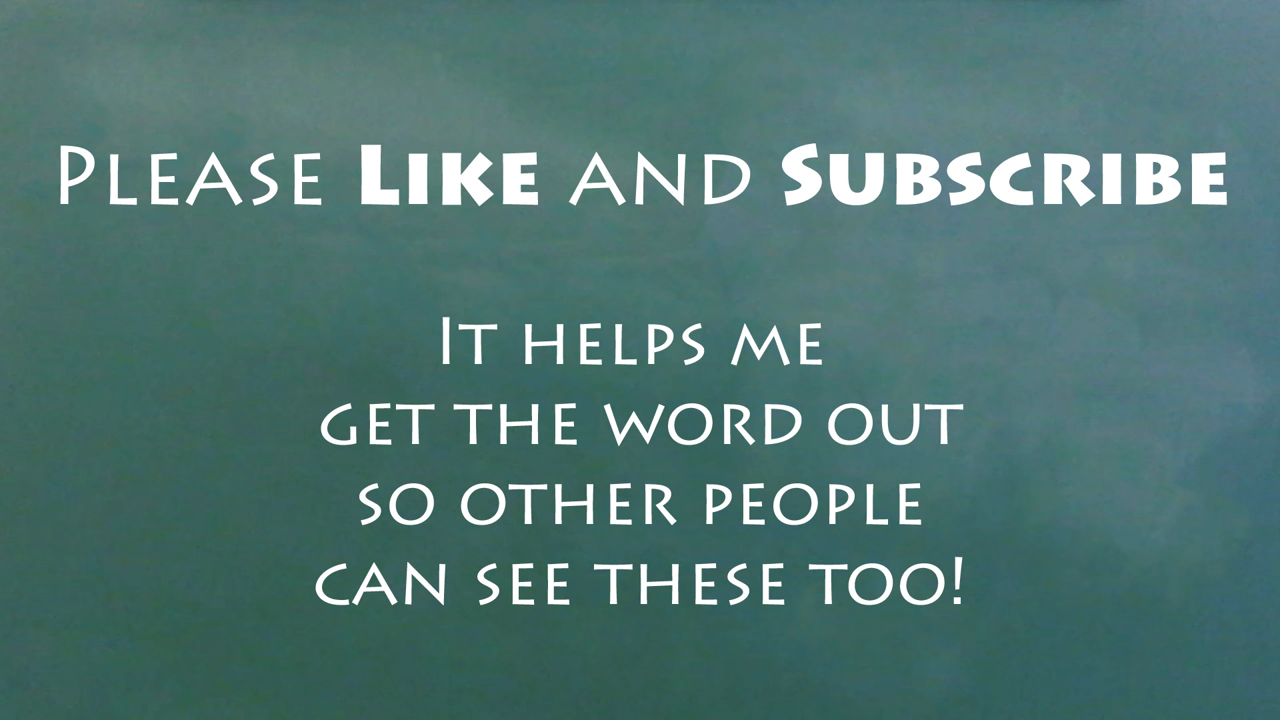 Please Like and Subscribe
It helps me
get the word out
so other people
can see these too!